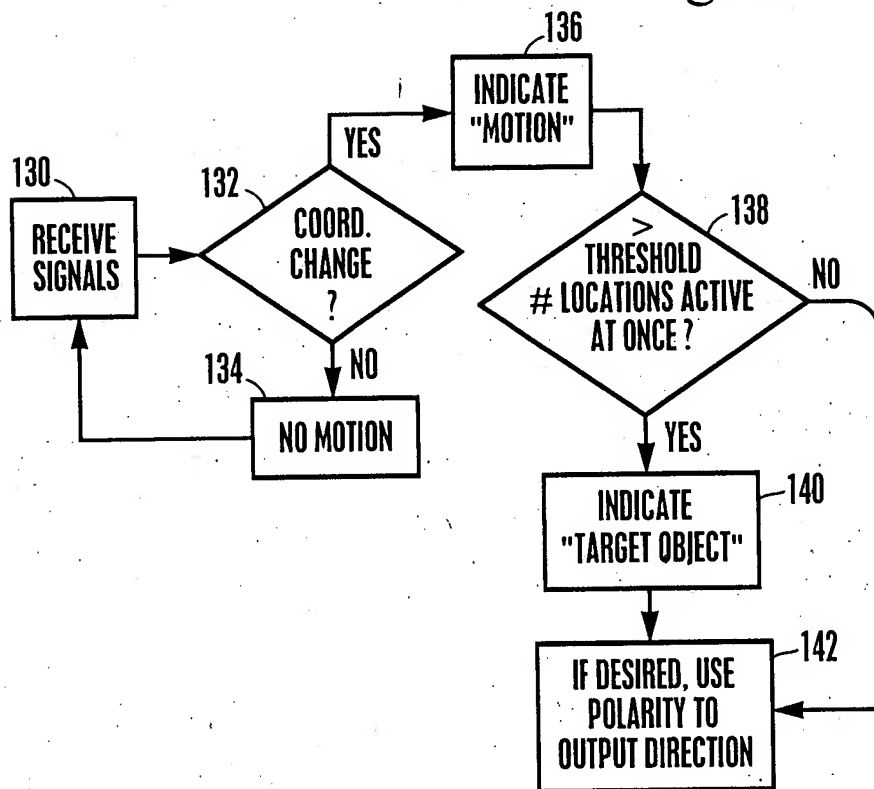 136
INDICATE
"MOTION"
YES
130
RECEIVE
SIGNALS
132
COORD.
CHANGE
?
NO
134
NO MOTION
138
>
THRESHOLD
# LOCATIONS ACTIVE
AT ONCE ?
NO
YES
140
INDICATE
"TARGET OBJECT"
142
IF DESIRED, USE
POLARITY TO
OUTPUT DIRECTION